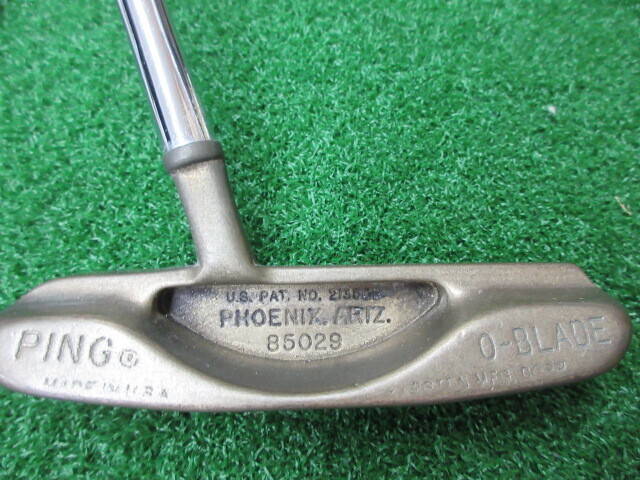 U.S. PAT. NO.
PHOENIX. ARIZ.
85029
PING®
O-BLADE
MADE IN U.S.A.